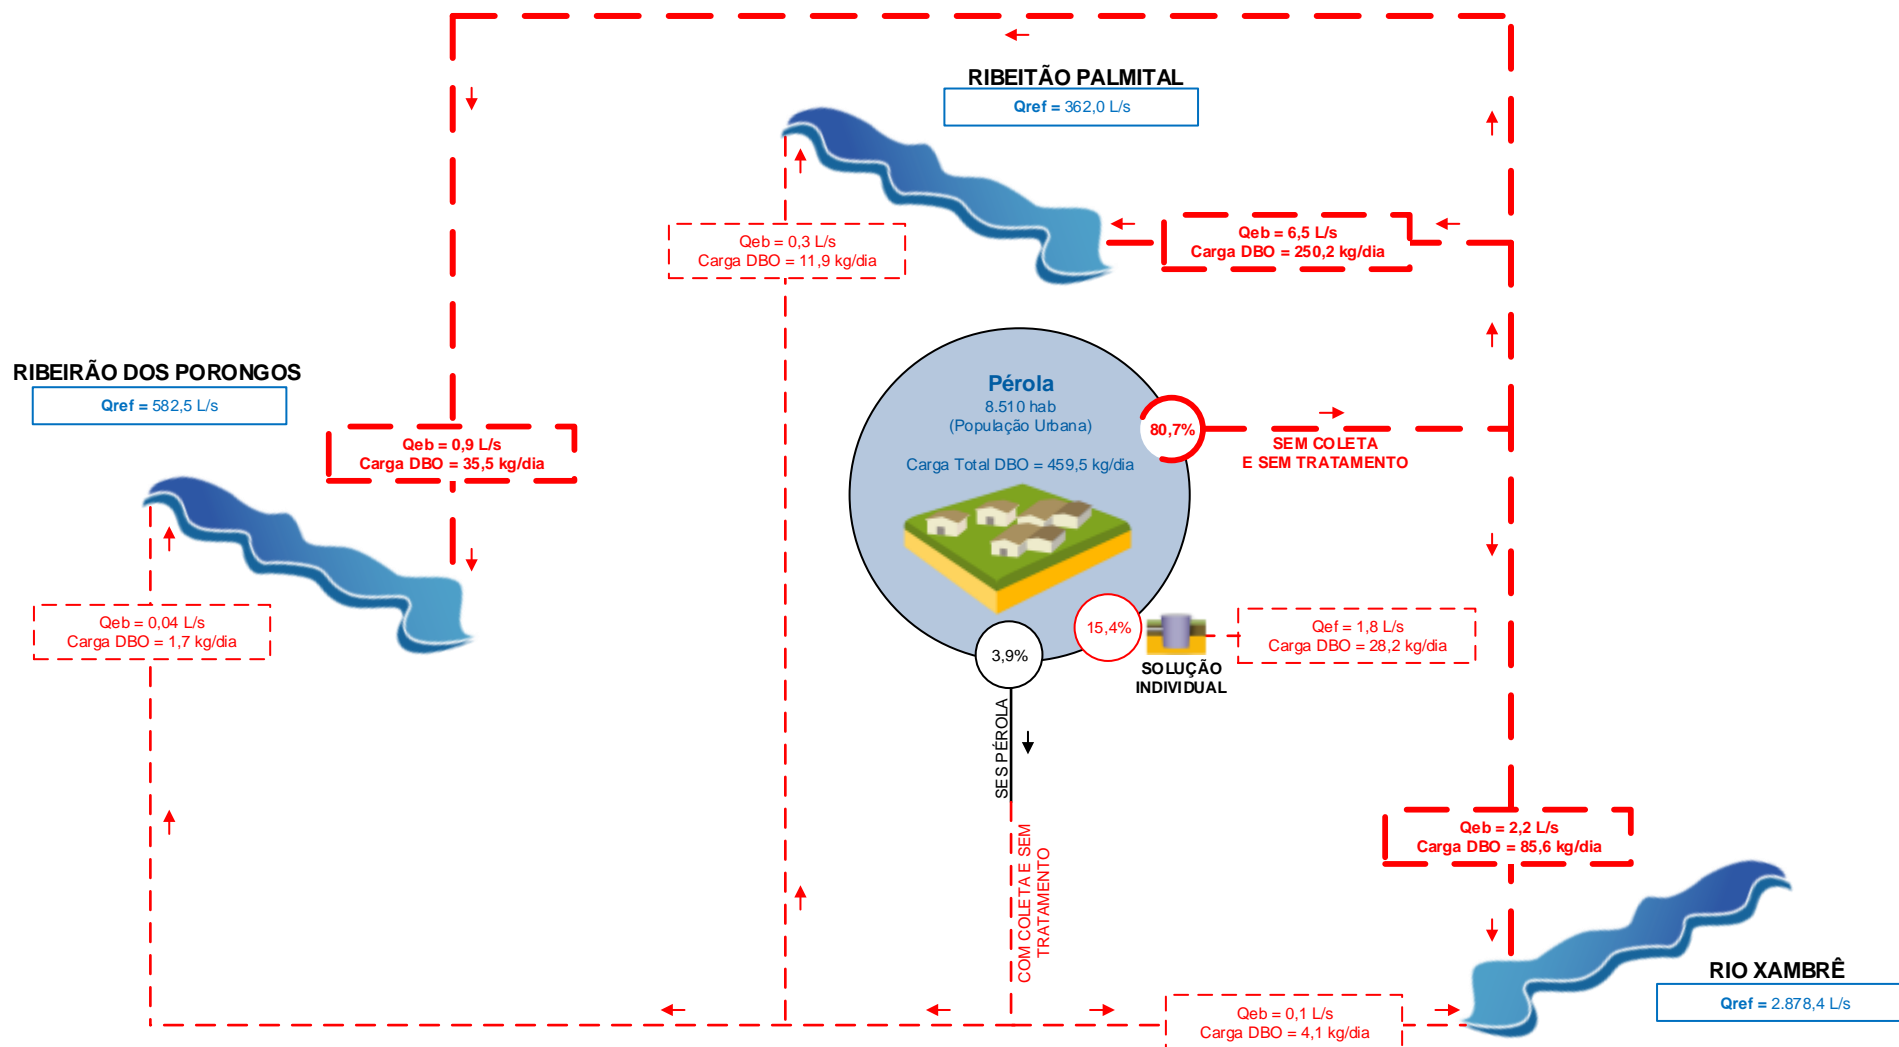 RIBEITÃO PALMITAL
Qref = 362,0 L/s
Qeb = 0,3 L/s
Carga DBO = 11,9 kg/dia
Qeb = 6,5 L/s
Carga DBO = 250,2 kg/dia
RIBEIRÃO DOS PORONGOS
Qref = 582,5 L/s
Qeb = 0,9 L/s
Carga DBO = 35,5 kg/dia
Pérola
8.510 hab
(População Urbana)
Carga Total DBO = 459,5 kg/dia
80,7%
SEM COLETA
E SEM TRATAMENTO
Qeb = 0,04 L/s
Carga DBO = 1,7 kg/dia
15,4%
SOLUÇÃO
INDIVIDUAL
Qef = 1,8 L/s
Carga DBO = 28,2 kg/dia
3,9%
SES PÉROLA
COM COLETA E SEM
TRATAMENTO
Qeb = 2,2 L/s
Carga DBO = 85,6 kg/dia
RIO XAMBRÊ
Qref = 2.878,4 L/s
Qeb = 0,1 L/s
Carga DBO = 4,1 kg/dia